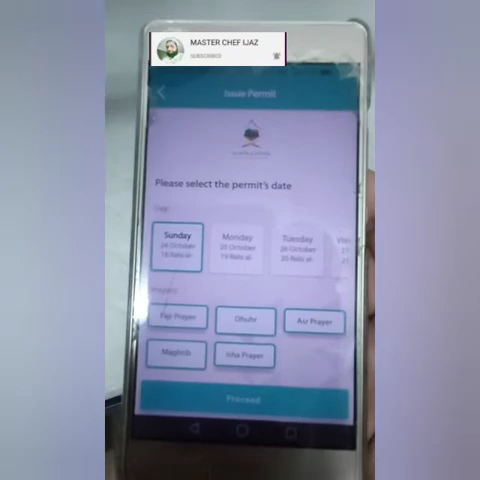 MASTER CHEF IJAZ
SUBSCRIBED
Issue Permit
Please select the permit's date
Day
Sunday
24 October
18 Rabi al-
Monday
25 October
19 Rabi al-
Tuesday
26 October
20 Rabi al-
Prayers
Fajr Prayer
Dhuhr
Asr Prayer
Maghrib
Isha Prayer
Proceed